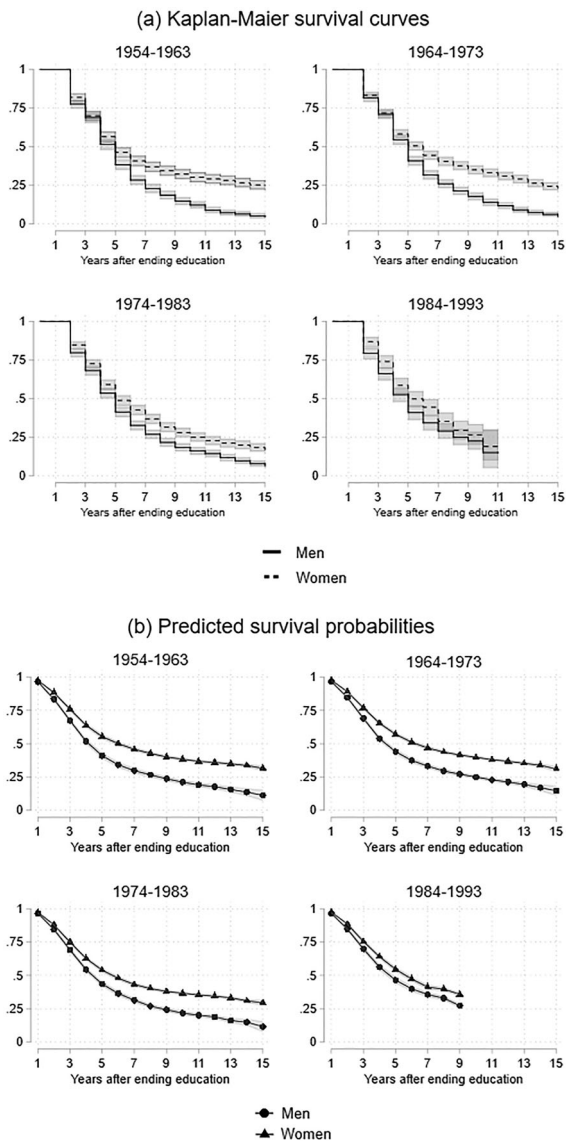 (a) Kaplan-Maier survival curves
1954-1963
1
.75
.5
.25
0
1 3 5 7 9 11 13 15
Years after ending education
1964-1973
1
.75
.5
.25
0
1 3 5 7 9 11 13 15
Years after ending education
1974-1983
1
.75
.5
.25
0
1 3 5 7 9 11 13 15
Years after ending education
1984-1993
1
.75
.5
.25
0
1 3 5 7 9 11 13 15
Years after ending education
Men
Women
(b) Predicted survival probabilities
1954-1963
1
.75
.5
.25
0
1 3 5 7 9 11 13 15
Years after ending education
1964-1973
1
.75
.5
.25
0
1 3 5 7 9 11 13 15
Years after ending education
1974-1983
1
.75
.5
.25
0
1 3 5 7 9 11 13 15
Years after ending education
1984-1993
1
.75
.5
.25
0
1 3 5 7 9 11 13 15
Years after ending education
Men
Women